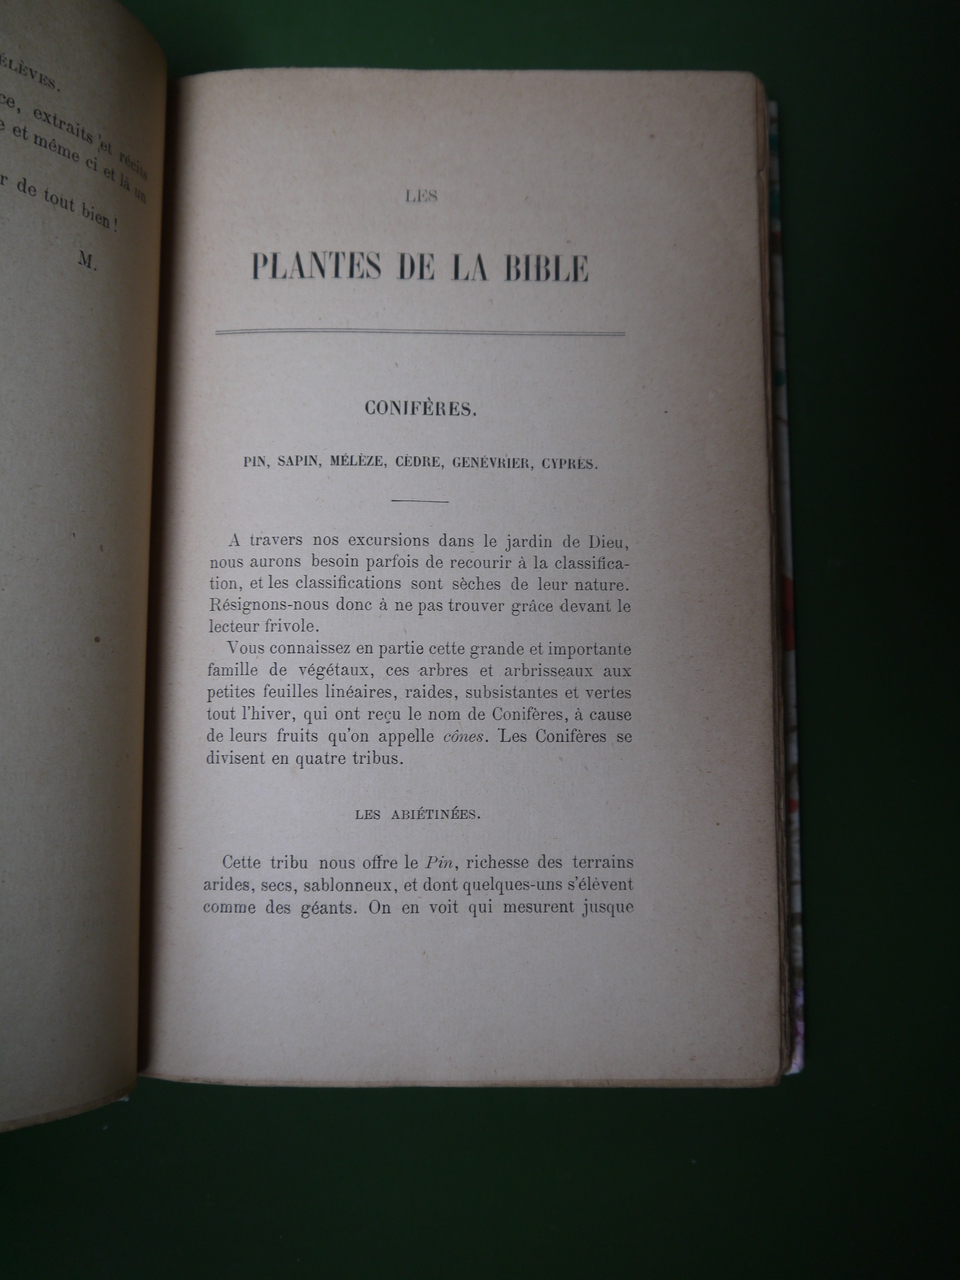 ÉLÈVES.
ce, extraits et récits
e et même ci et là un
r de tout bien !
M.
LES
PLANTES DE LA BIBLE
CONIFÈRES.
PIN, SAPIN, MÉLÈZE, CÈDRE, GENÉVRIER, CYPRÈS.
A travers nos excursions dans le jardin de Dieu,
nous aurons besoin parfois de recourir à la classifica-
tion, et les classifications sont sèches de leur nature.
Résignons-nous donc à ne pas trouver grâce devant le
lecteur frivole.
Vous connaissez en partie cette grande et importante
famille de végétaux, ces arbres et arbrisseaux aux
petites feuilles linéaires, raides, subsistantes et vertes
tout l'hiver, qui ont reçu le nom de Conifères, à cause
de leurs fruits qu'on appelle cônes. Les Conifères se
divisent en quatre tribus.
LES ABIÉTINÉES.
Cette tribu nous offre le Pin, richesse des terrains
arides, secs, sablonneux, et dont quelques-uns s'élèvent
comme des géants. On en voit qui mesurent jusque